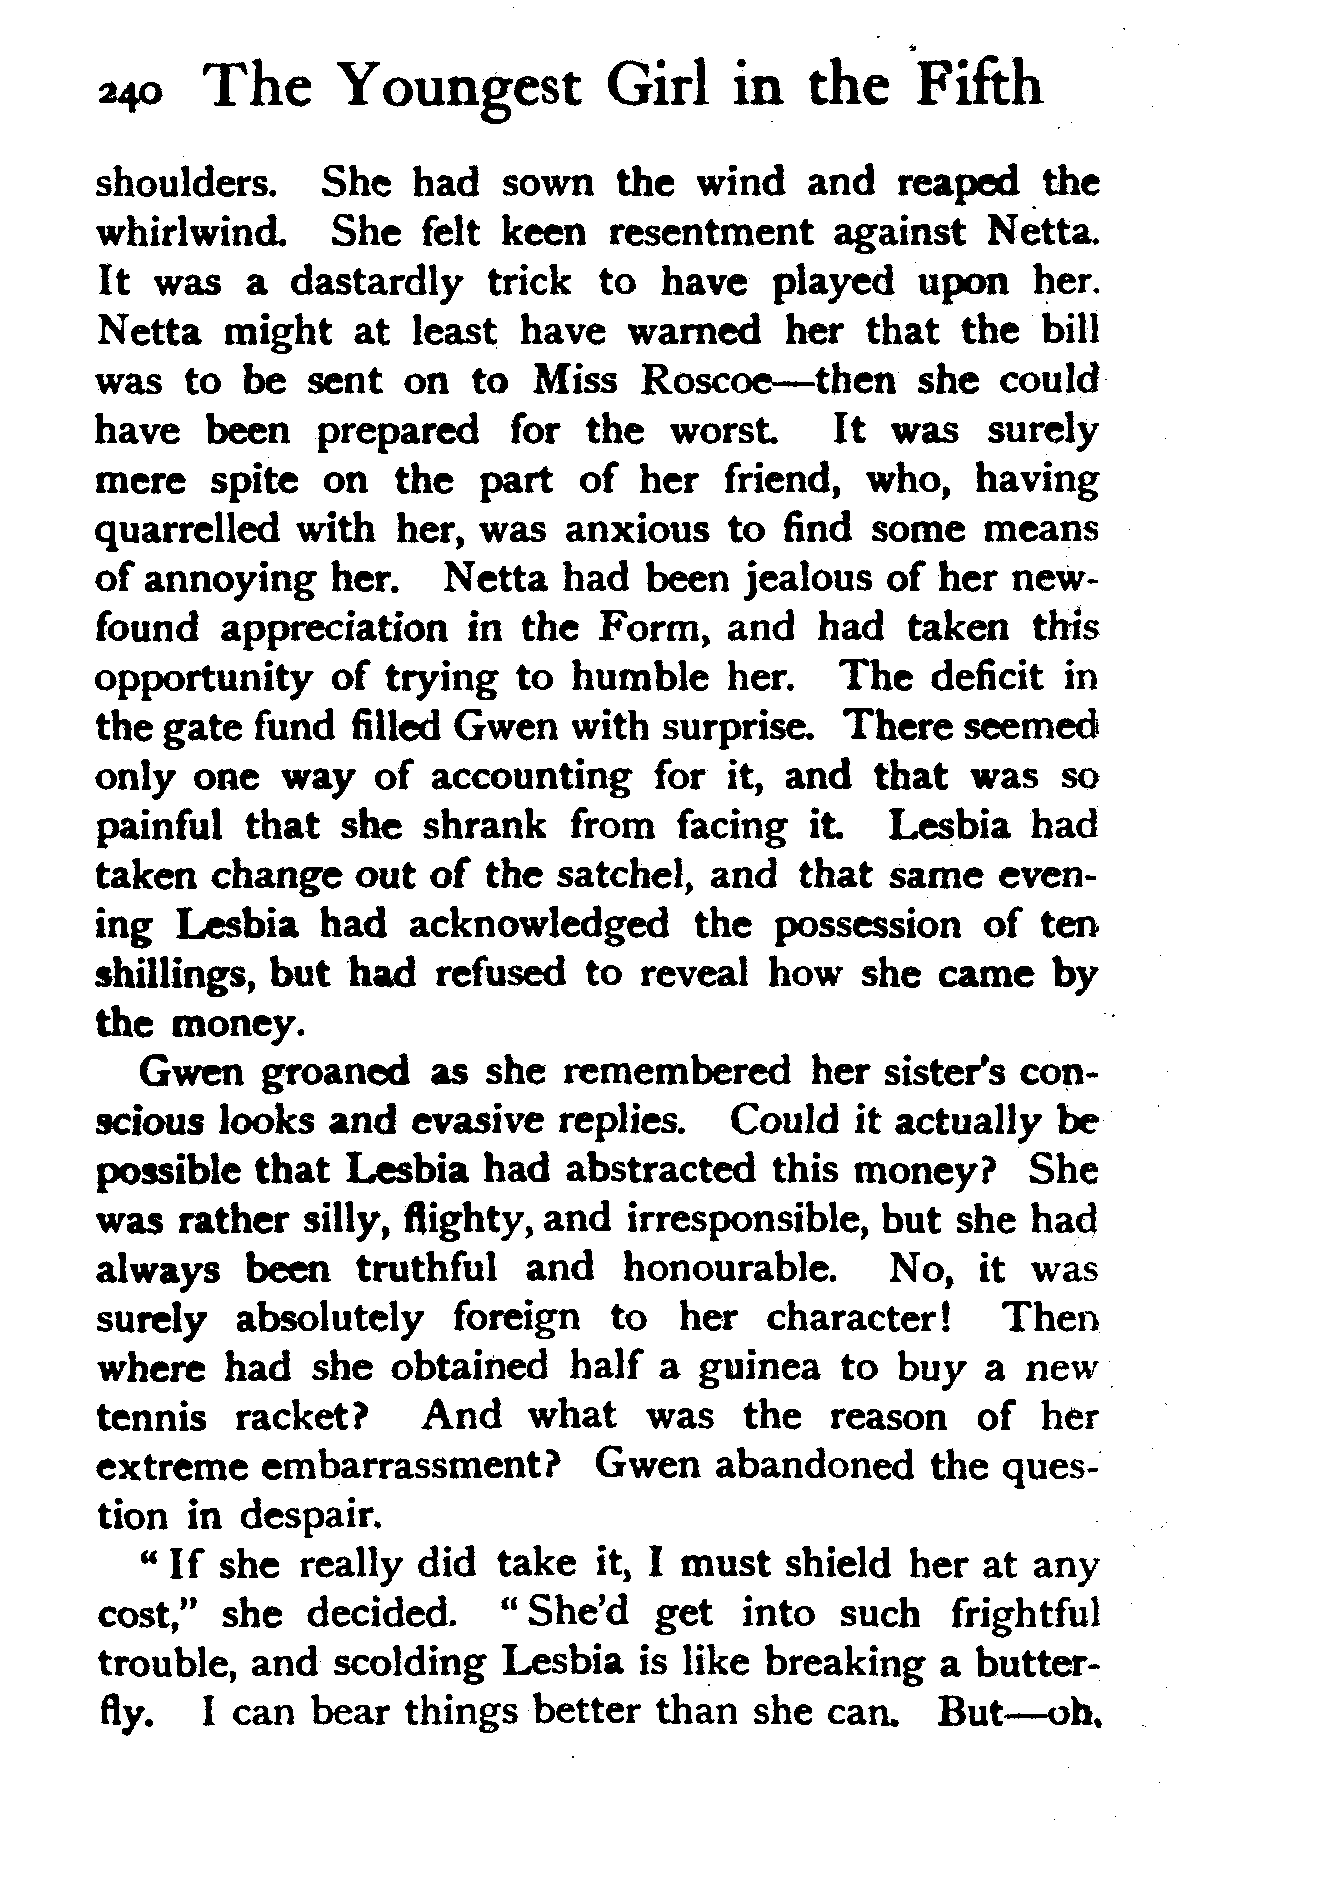 240 The Youngest Girl in the Fifth
shoulders. She had sown the wind and reaped the
whirlwind. She felt keen resentment against Netta.
It was a dastardly trick to have played upon her.
Netta might at least have warned her that the bill
was to be sent on to Miss Roscoe—then she could
have been prepared for the worst. It was surely
mere spite on the part of her friend, who, having
quarrelled with her, was anxious to find some means
of annoying her. Netta had been jealous of her new-
found appreciation in the Form, and had taken this
opportunity of trying to humble her. The deficit in
the gate fund filled Gwen with surprise. There seemed
only one way of accounting for it, and that was so
painful that she shrank from facing it. Lesbia had
taken change out of the satchel, and that same even-
ing Lesbia had acknowledged the possession of ten
shillings, but had refused to reveal how she came by
the money.
Gwen groaned as she remembered her sister's con-
scious looks and evasive replies. Could it actually be
possible that Lesbia had abstracted this money? She
was rather silly, flighty, and irresponsible, but she had
always been truthful and honourable. No, it was
surely absolutely foreign to her character! Then
where had she obtained half a guinea to buy a new
tennis racket? And what was the reason of her
extreme embarrassment? Gwen abandoned the ques-
tion in despair.
"If she really did take it, I must shield her at any
cost," she decided. "She'd get into such frightful
trouble, and scolding Lesbia is like breaking a butter-
fly. I can bear things better than she can. But—oh,